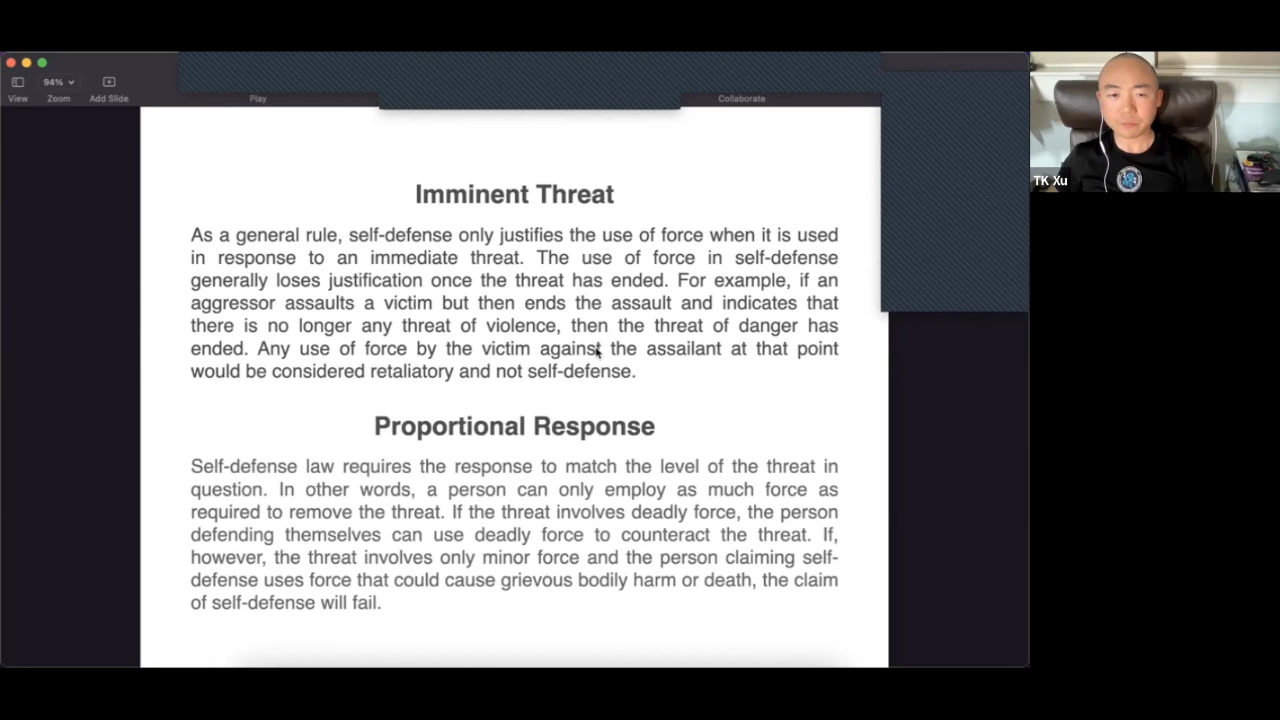 94%
View
Zoom
Add Slide
Play
Collaborate
TK Xu
Imminent Threat
As a general rule, self-defense only justifies the use of force when it is used
in response to an immediate threat. The use of force in self-defense
generally loses justification once the threat has ended. For example, if an
aggressor assaults a victim but then ends the assault and indicates that
there is no longer any threat of violence, then the threat of danger has
ended. Any use of force by the victim against the assailant at that point
would be considered retaliatory and not self-defense.
Proportional Response
Self-defense law requires the response to match the level of the threat in
question. In other words, a person can only employ as much force as
required to remove the threat. If the threat involves deadly force, the person
defending themselves can use deadly force to counteract the threat. If,
however, the threat involves only minor force and the person claiming self-
defense uses force that could cause grievous bodily harm or death, the claim
of self-defense will fail.